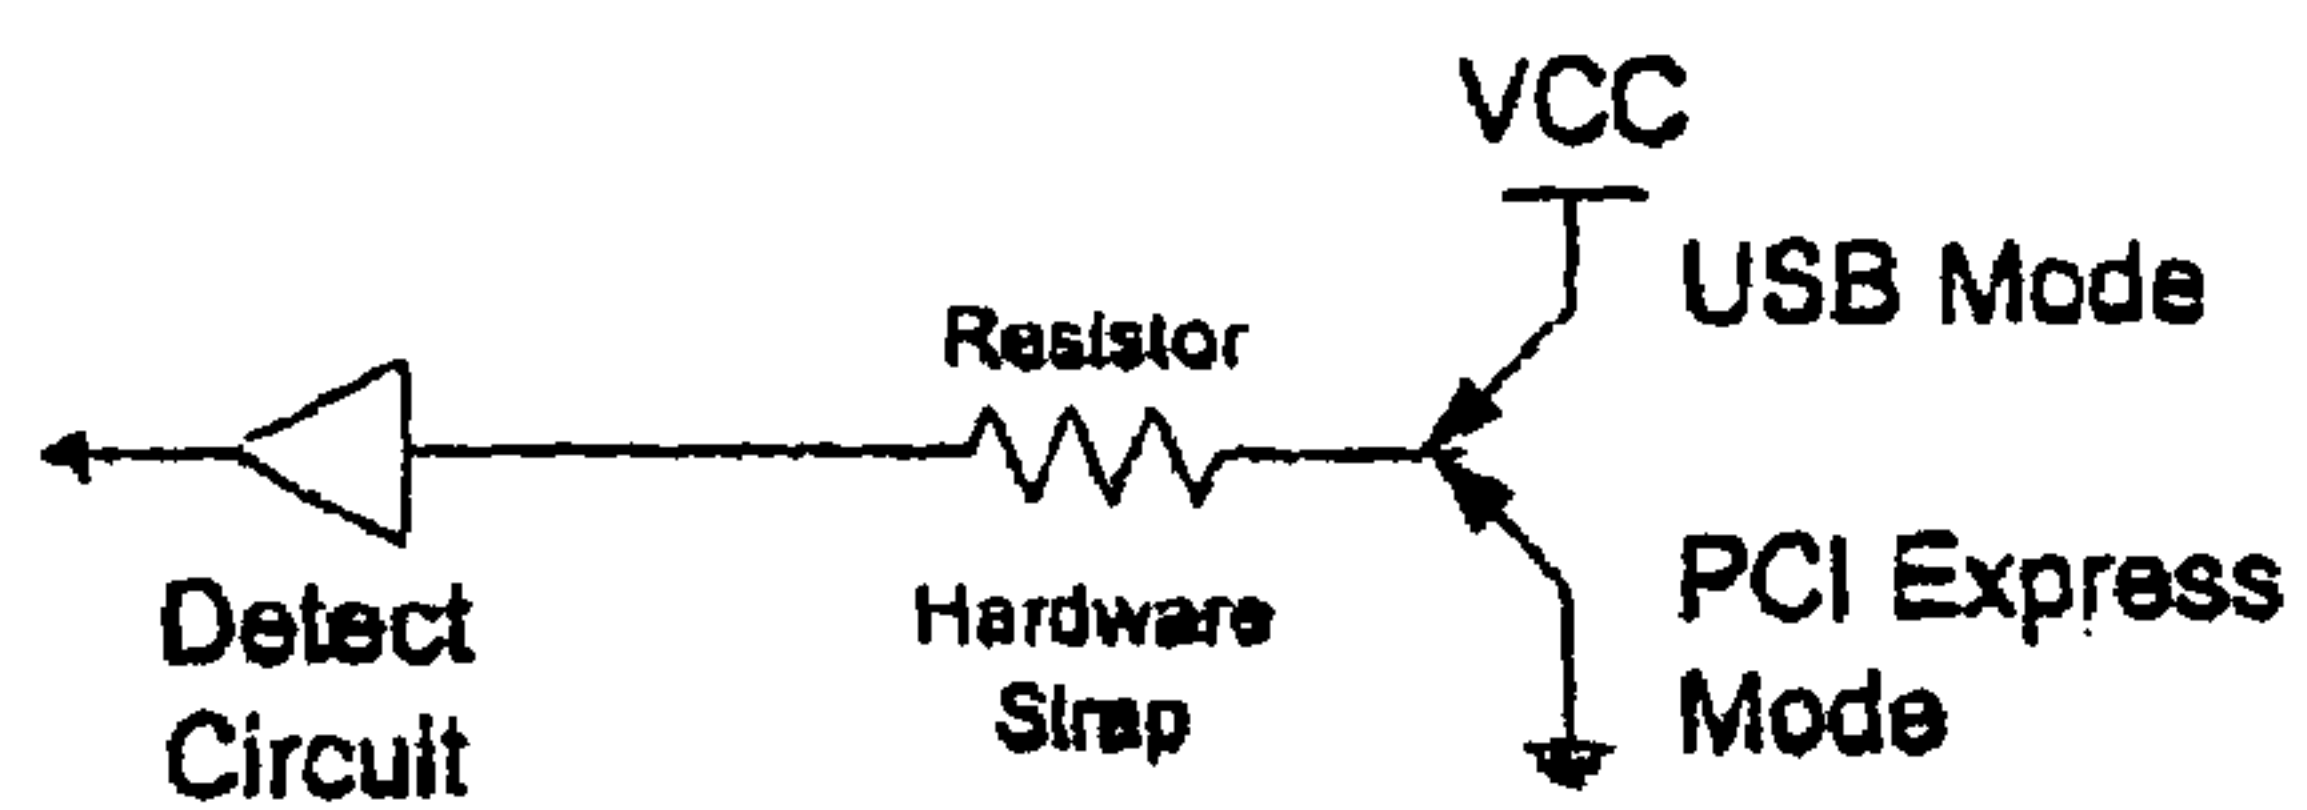 VCC
USB Mode
Resistor
Detect
Circuit
Hardware
Strap
PCI Express
Mode